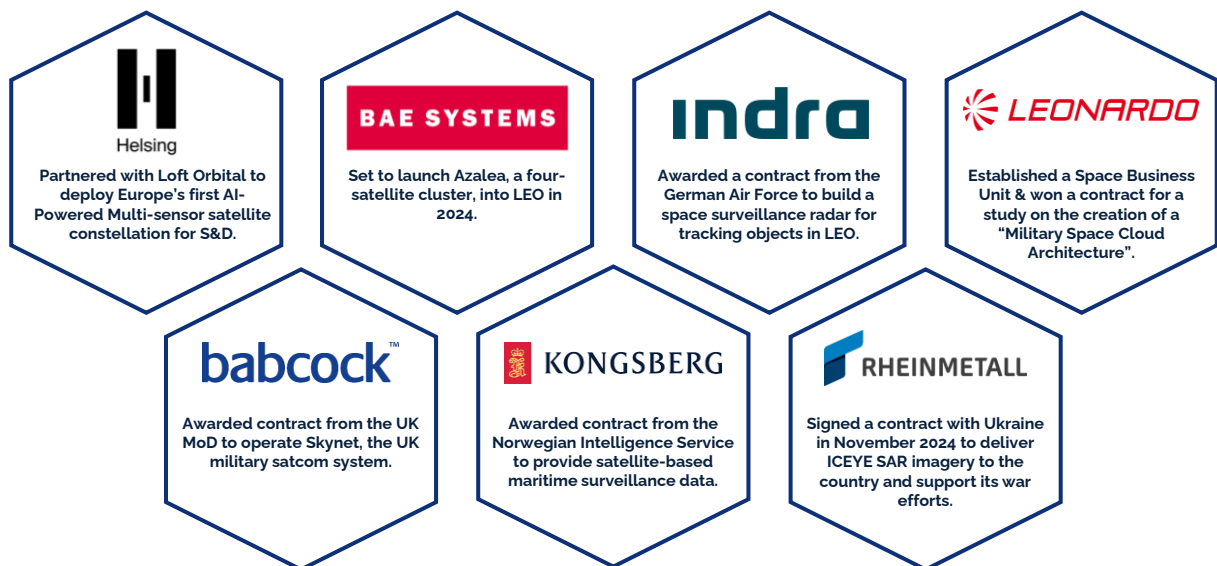 Helsing
Partnered with Loft Orbital to
deploy Europe's first AI-
Powered Multi-sensor satellite
constellation for S&D.
BAE SYSTEMS
Set to launch Azalea, a four-
satellite cluster, into LEO in
2024.
indra
Awarded a contract from the
German Air Force to build a
space surveillance radar for
tracking objects in LEO.
LEONARDO
Established a Space Business
Unit & won a contract for a
study on the creation of a
“Military Space Cloud
Architecture”.
babcock™
Awarded contract from the UK
MoD to operate Skynet, the UK
military satcom system.
KONGSBERG
Awarded contract from the
Norwegian Intelligence Service
to provide satellite-based
maritime surveillance data.
RHEINMETALL
Signed a contract with Ukraine
in November 2024 to deliver
ICEYE SAR imagery to the
country and support its war
efforts.